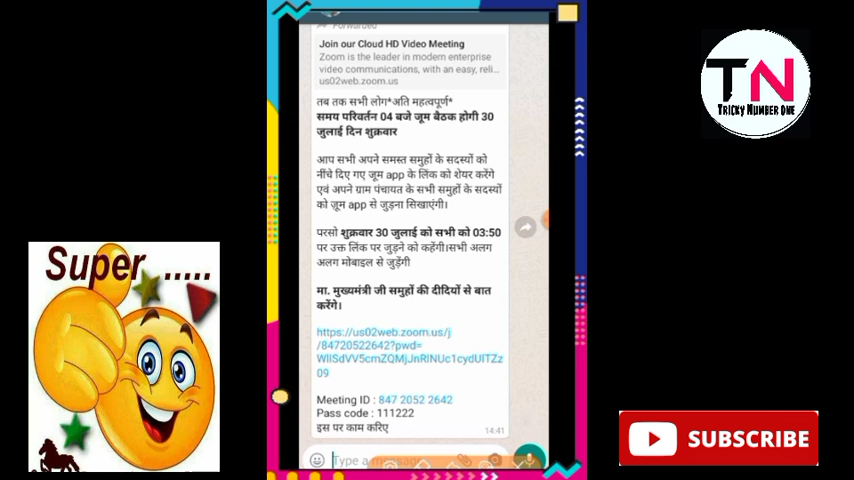 Forwarded
Join our Cloud HD Video Meeting
Zoom is the leader in modern enterprise
video communications, with an easy, reli...
us02web.zoom.us
तब तक सभी लोग*अति महत्वपूर्ण*
समय परिवर्तन 04 बजे जूम बैठक होगी 30
जुलाई दिन शुक्रवार
आप सभी अपने समस्त समुहों के सदस्यों को
नींचे दिए गए जूम app के लिंक को शेयर करेंगे
एवं अपने ग्राम पंचायत के सभी समुहों के सदस्यों
को ज़ूम app से जुड़ना सिखाएंगी।
परसो शुक्रवार 30 जुलाई को सभी को 03:50
पर उक्त लिंक पर जुड़ने को कहेंगी।सभी अलग
अलग मोबाइल से जुड़ेंगी
मा. मुख्यमंत्री जी समुहों की दीदियों से बात
करेंगे।
https://us02web.zoom.us/j
/84720522642?pwd=
WllSdVV5cmZQMjJnRlNUc1cydUlTZz
09
Meeting ID : 847 2052 2642
Pass code : 111222
इस पर काम करिए
14:41
Type a message
TN
TRICKY NUMBER ONE
Super .....
SUBSCRIBE